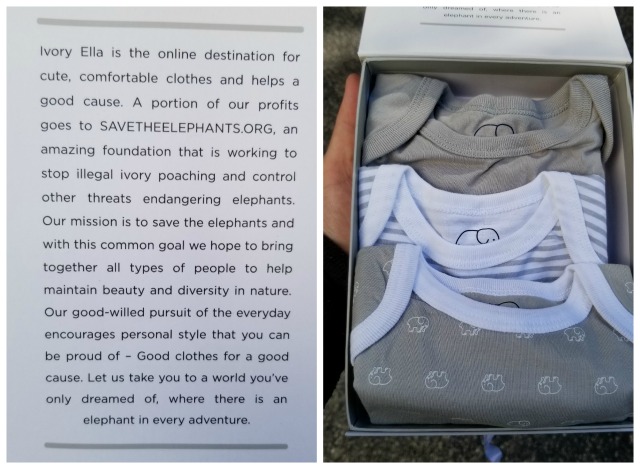 Ivory Ella is the online destination for
cute, comfortable clothes and helps a
good cause. A portion of our profits
goes to SAVETHEELEPHANTS.ORG, an
amazing foundation that is working to
stop illegal ivory poaching and control
other threats endangering elephants.
Our mission is to save the elephants and
with this common goal we hope to bring
together all types of people to help
maintain beauty and diversity in nature.
Our good-willed pursuit of the everyday
encourages personal style that you can
be proud of – Good clothes for a good
cause. Let us take you to a world you've
only dreamed of, where there is an
elephant in every adventure.
only dreamed of, where there is an
elephant in every adventure.